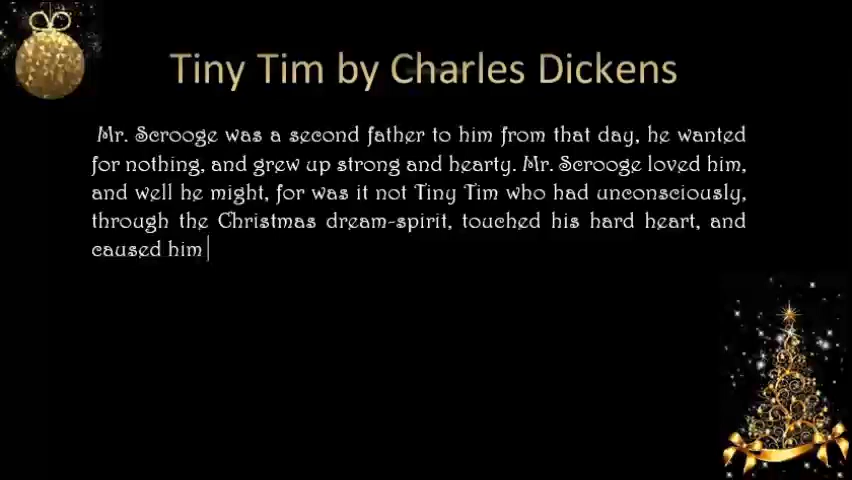 Tiny Tim by Charles Dickens
Mr. Scrooge was a second father to him from that day, he wanted
for nothing, and grew up strong and hearty. Mr. Scrooge loved him,
and well he might, for was it not Tiny Tim who had unconsciously,
through the Christmas dream-spirit, touched his hard heart, and
caused him